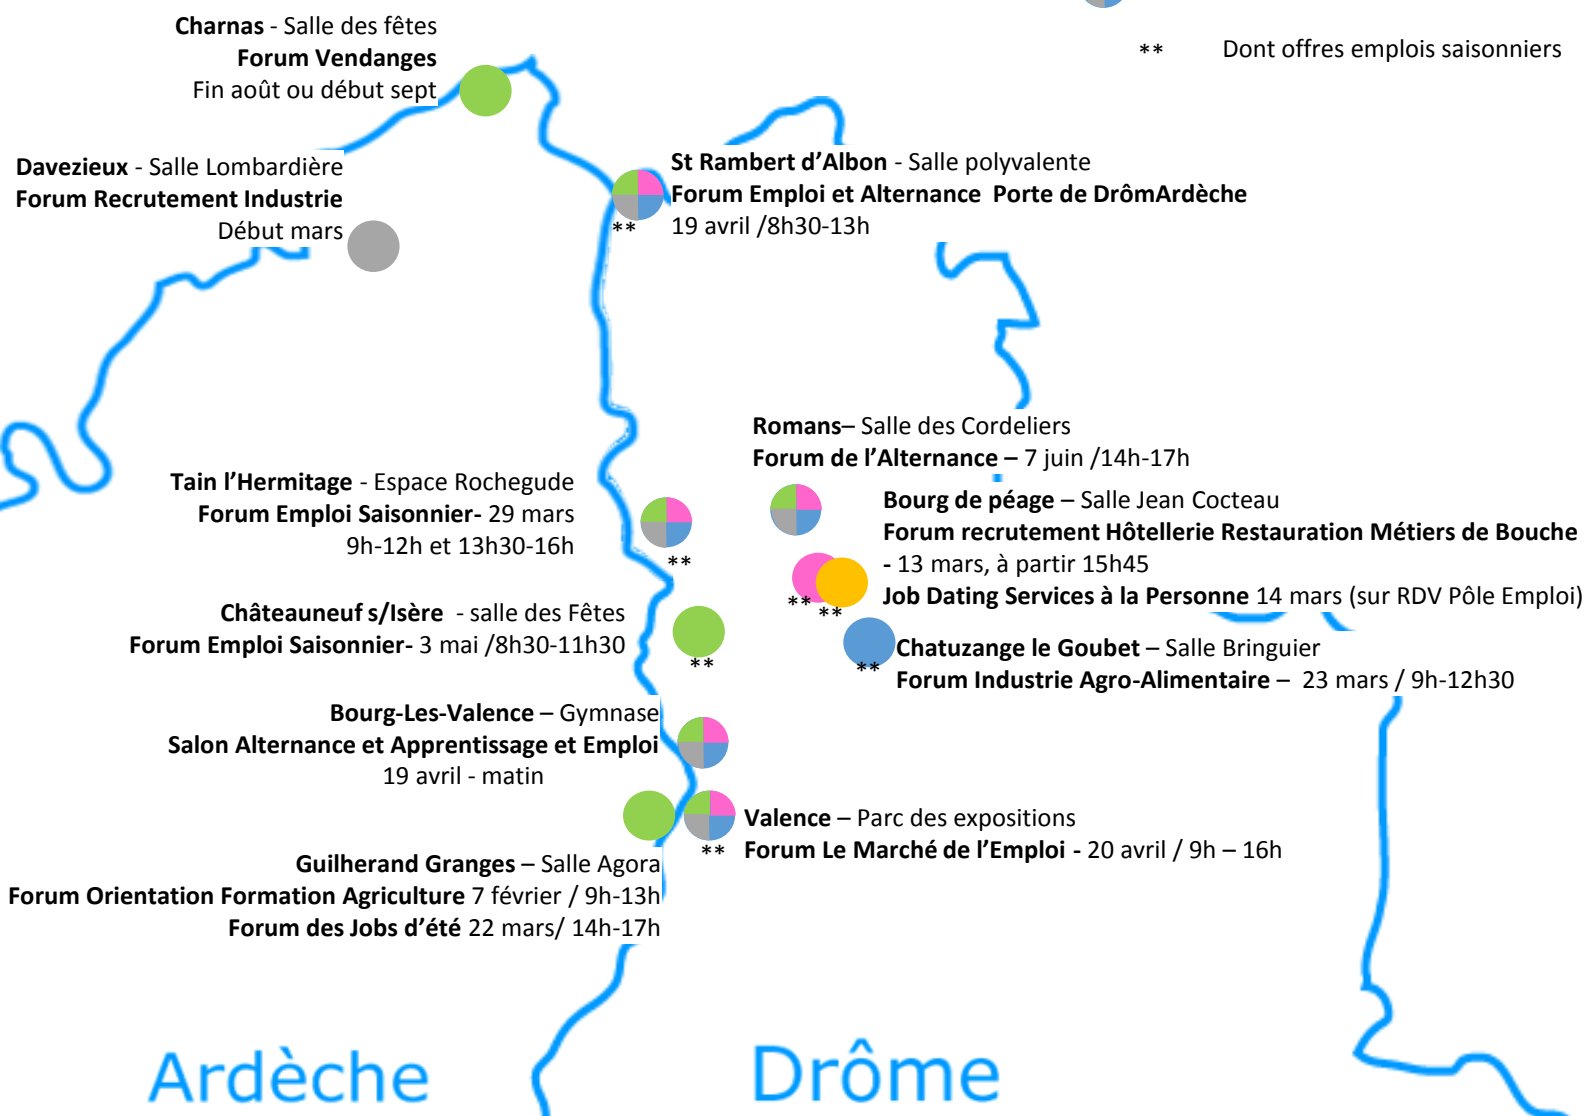 Charnas - Salle des fêtes
Forum Vendanges
Fin août ou début sept
** Dont offres emplois saisonniers
Davezieux - Salle Lombardière
Forum Recrutement Industrie
Début mars
St Rambert d’Albon - Salle polyvalente
Forum Emploi et Alternance Porte de DrômArdèche
19 avril /8h30-13h
**
Romans– Salle des Cordeliers
Forum de l’Alternance – 7 juin /14h-17h
Tain l’Hermitage - Espace Rochegude
Forum Emploi Saisonnier- 29 mars
9h-12h et 13h30-16h
**
Bourg de péage – Salle Jean Cocteau
Forum recrutement Hôtellerie Restauration Métiers de Bouche
- 13 mars, à partir 15h45
Job Dating Services à la Personne 14 mars (sur RDV Pôle Emploi)
**
**
Châteauneuf s/Isère - salle des Fêtes
Forum Emploi Saisonnier- 3 mai /8h30-11h30
**
Chatuzange le Goubet – Salle Bringuier
Forum Industrie Agro-Alimentaire – 23 mars / 9h-12h30
**
Bourg-Les-Valence – Gymnase
Salon Alternance et Apprentissage et Emploi
19 avril - matin
Valence – Parc des expositions
Forum Le Marché de l’Emploi - 20 avril / 9h – 16h
**
Guilherand Granges – Salle Agora
Forum Orientation Formation Agriculture 7 février / 9h-13h
Forum des Jobs d’été 22 mars/ 14h-17h
Ardèche
Drôme